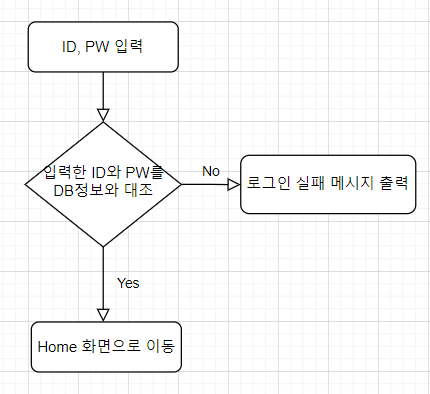 ID, PW 입력
입력한 ID와 PW를
DB정보와 대조
No
로그인 실패 메시지 출력
Yes
Home 화면으로 이동